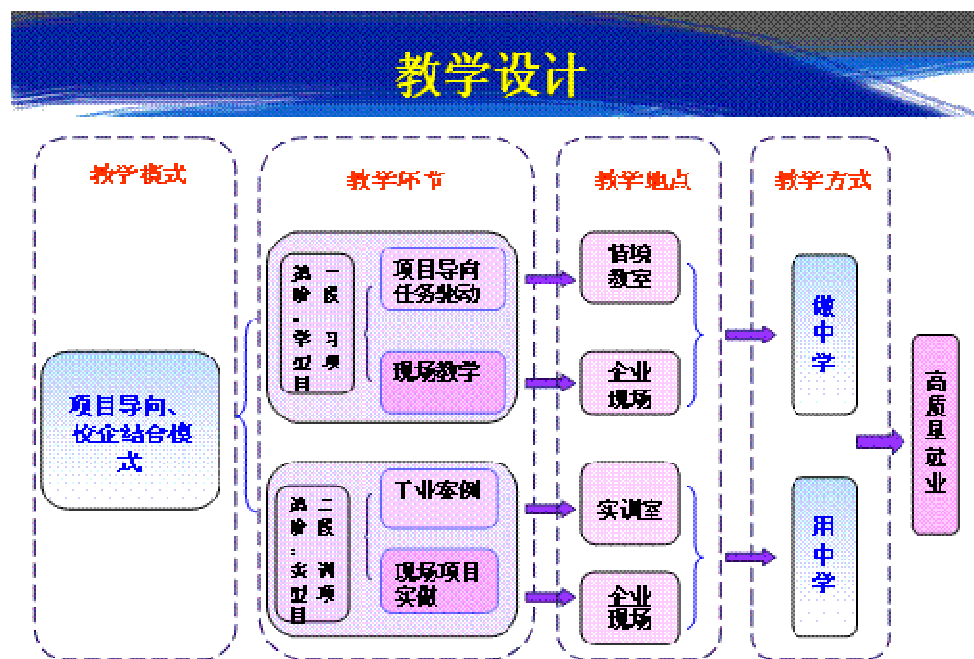 教学设计
教学模式
教学环节
教学地点
教学方式
项目导向、
校企结合模
式
第一
阶段
：
学习
型项
目
项目导向
任务驱动
现场教学
第二
阶段
：
实训
型项
目
工业案例
现场项目
实做
情境
教室
企业
现场
实训室
企业
现场
做
中
学
用
中
学
高
质
量
就
业